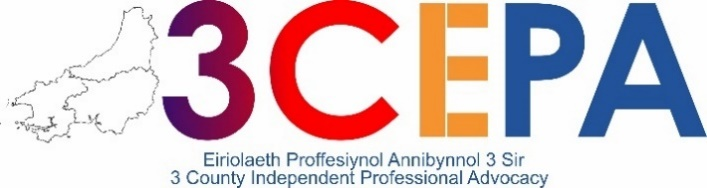 3CEPA
Eiriolaeth Proffesiynol Annibynnol 3 Sir
3 County Independent Professional Advocacy